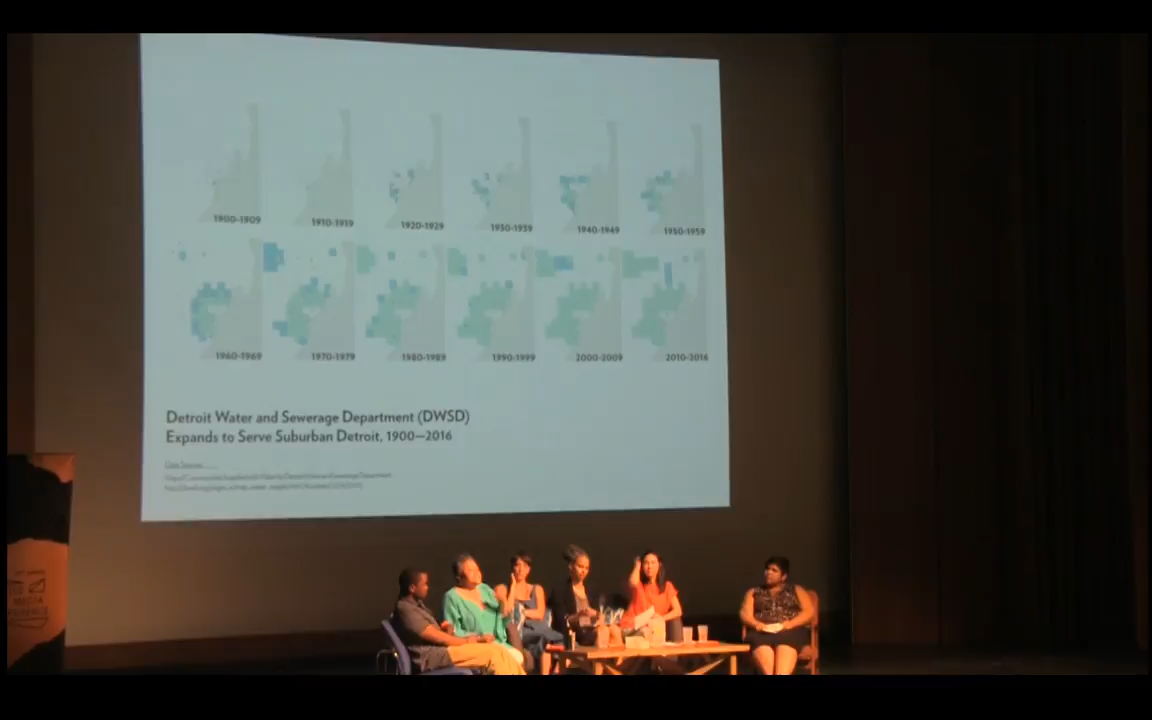 1900-1909 1910-1919 1920-1929 1930-1939 1940-1949 1950-1959
1960-1969 1970-1979 1980-1989 1990-1999 2000-2009 2010-2016
Detroit Water and Sewerage Department (DWSD)
Expands to Serve Suburban Detroit, 1900—2016
MEDIA